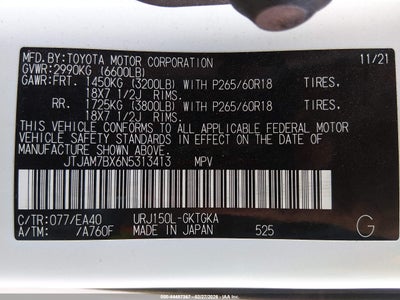 MFD.BY:TOYOTA MOTOR CORPORATION 11/21
GVWR:2990KG (6600LB)
GAWR:FRT. 1450KG (3200LB) WITH P265/60R18 TIRES,
18X7 1/2J RIMS.
RR. 1725KG (3800LB) WITH P265/60R18 TIRES,
18X7 1/2J RIMS.
THIS VEHICLE CONFORMS TO ALL APPLICABLE FEDERAL MOTOR
VEHICLE SAFETY AND THEFT PREVENTION STANDARDS IN
EFFECT ON THE DATE OF MANUFACTURE SHOWN ABOVE.
JTJAM7BX6N5313413 MPV
C/TR:077/EA40 URJ150L-GKTGKA
A/TM: /A760F MADE IN JAPAN 525 G